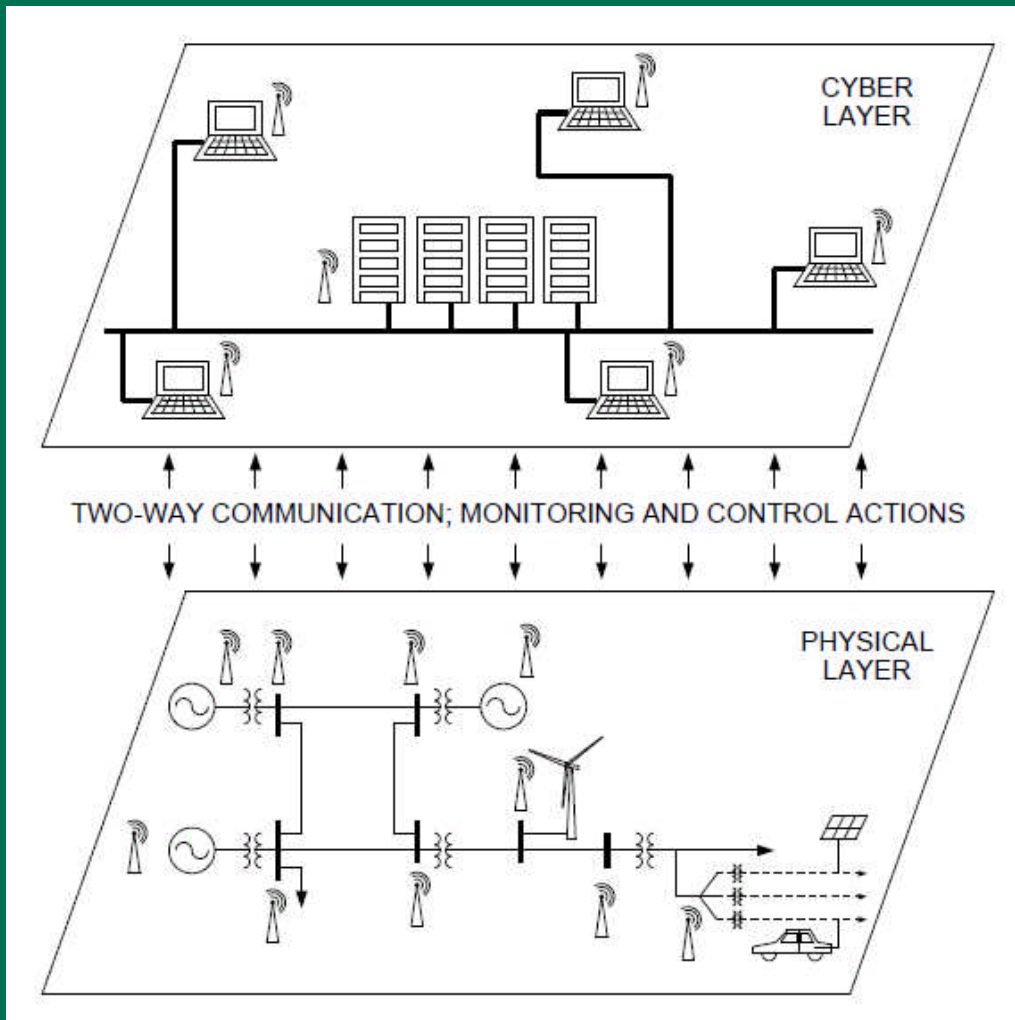 CYBER
LAYER
TWO-WAY COMMUNICATION; MONITORING AND CONTROL ACTIONS
PHYSICAL
LAYER